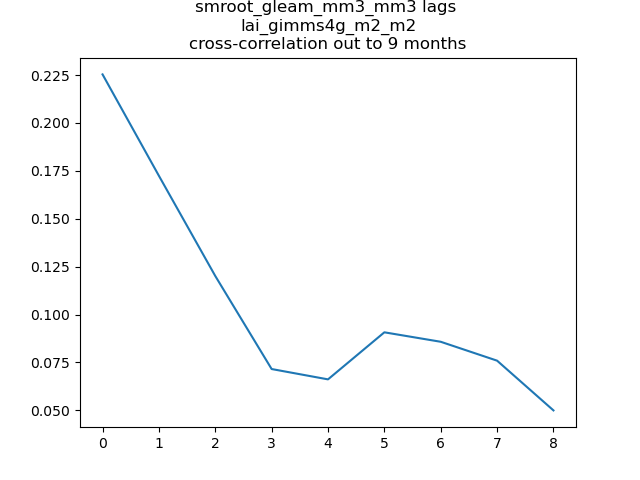 smroot_gleam_mm3_mm3 lags
lai_gimms4g_m2_m2
cross-correlation out to 9 months
0.225
0.200
0.175
0.150
0.125
0.100
0.075
0.050
0 1 2 3 4 5 6 7 8